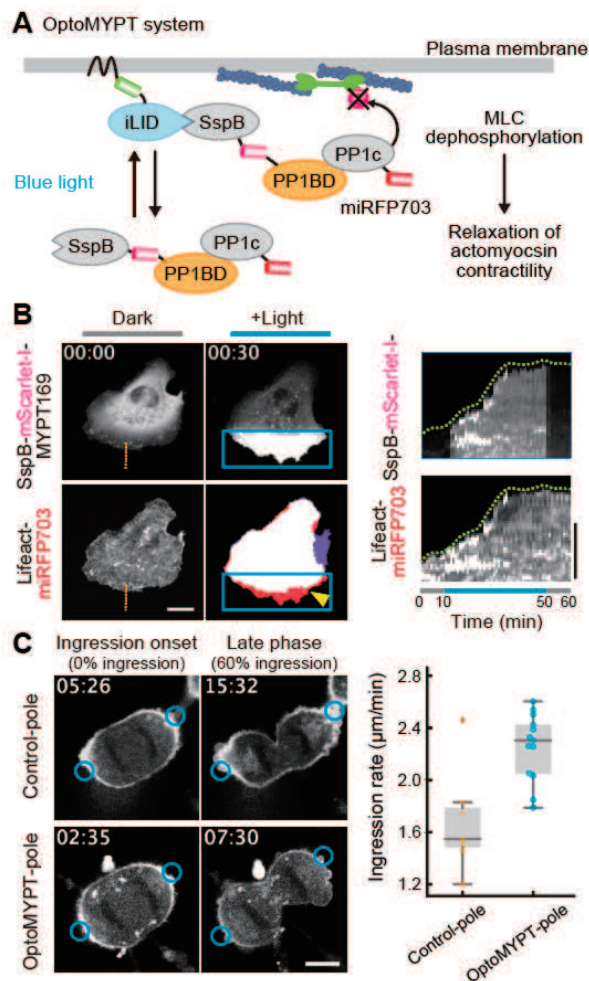 A OptoMYPT system
Plasma membrane
iLID
SspB
PP1c
PP1BD
miRFP703
MLC
dephosphorylation
Relaxation of
actomyocsin
contractility
Blue light
SspB
PP1BD
PP1c
B
Dark
+Light
SspB-mScarlet-I-
MYPT169
00:00
00:30
Lifeact-
miRFP703
SspB-mScarlet-I-
MYPT169
Lifeact-
miRFP703
0 10 50 60
Time (min)
C
Ingression onset
(0% ingression)
Late phase
(60% ingression)
Control-pole
05:26
15:32
OptoMYPT-pole
02:35
07:30
Ingression rate (μm/min)
2.8
2.4
2.0
1.6
1.2
Control-pole
OptoMYPT-pole